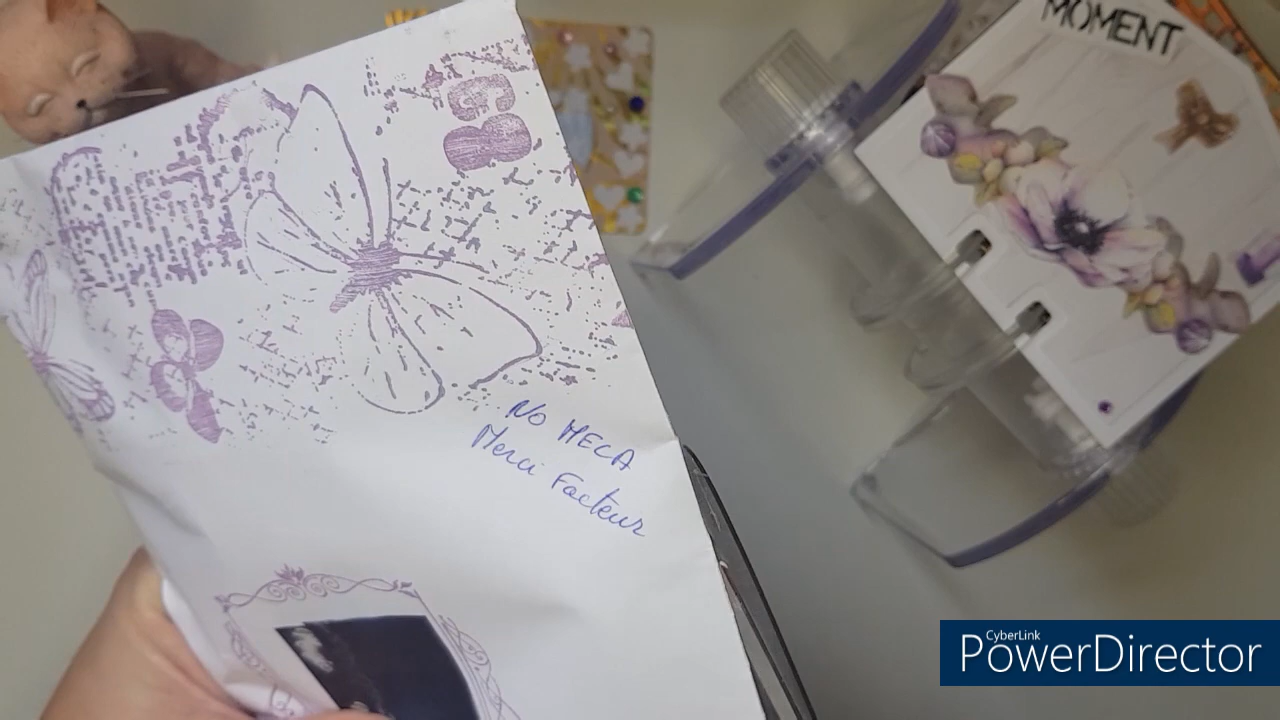 MOMENT
NO MECA
Merci Facteur
CyberLink
PowerDirector